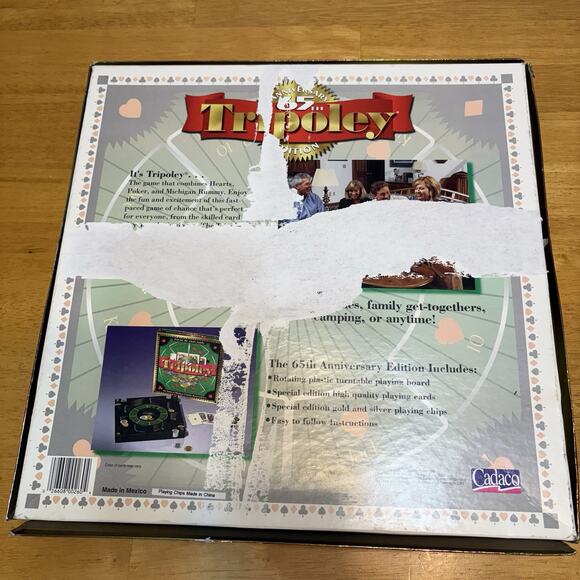 ANNIVERSARY
65TH
Tripoley
EDITION
It's Tripoley . . .
The game that combines Hearts,
Poker, and Michigan Rummy. Enjoy
the fun and excitement of this fast
paced game of chance that's perfect
for everyone, from the skilled card
family get-togethers,
camping, or anytime!
Tripoley
The 65th Anniversary Edition Includes:
• Rotating plastic turntable playing board
• Special edition high quality playing cards
• Special edition gold and silver playing chips
• Easy to follow Instructions
Made in Mexico
Playing Chips Made in China
Cadaco